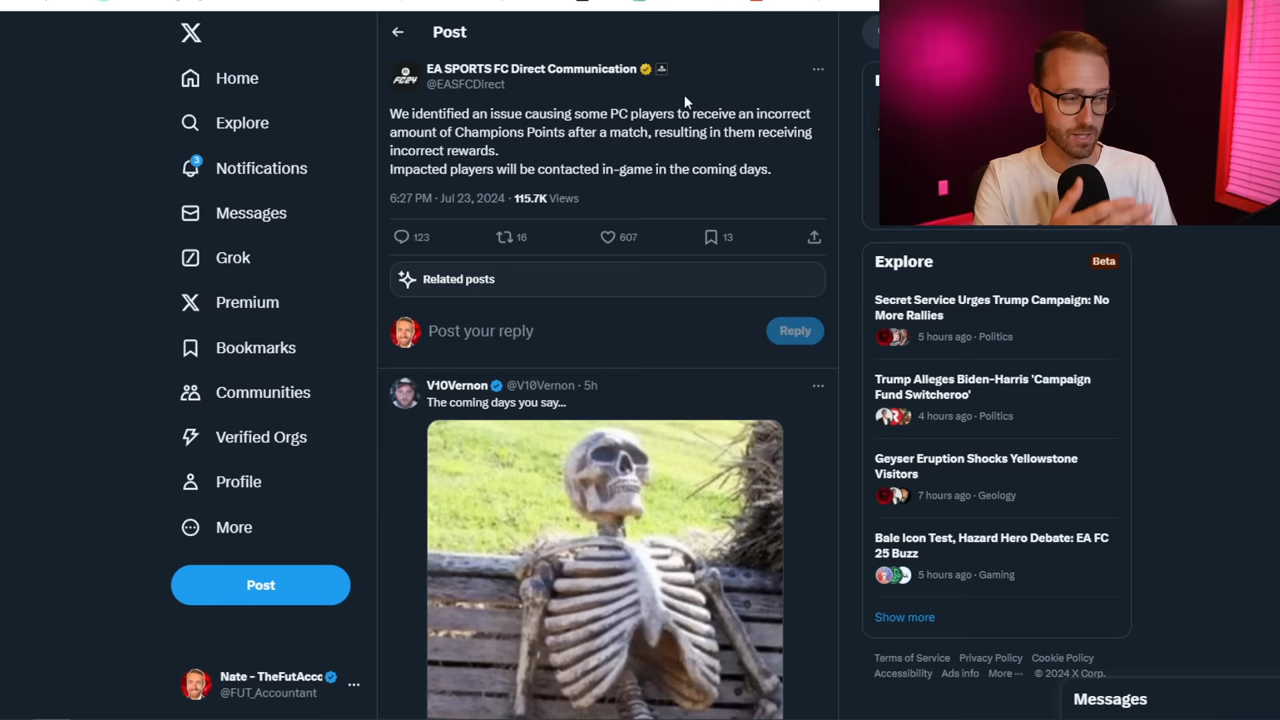 Home
Explore
3
Notifications
Messages
Grok
Premium
Bookmarks
Communities
Verified Orgs
Profile
More
Post
Nate - TheFutAccc
@FUT_Accountant
Post
FC24
EA SPORTS FC Direct Communication
@EASFCDirect
We identified an issue causing some PC players to receive an incorrect
amount of Champions Points after a match, resulting in them receiving
incorrect rewards.
Impacted players will be contacted in-game in the coming days.
6:27 PM · Jul 23, 2024 · 115.7K Views
123
16
607
13
Related posts
Post your reply
Reply
V10Vernon @V10Vernon · 5h
The coming days you say...
Explore
Beta
Secret Service Urges Trump Campaign: No
More Rallies
5 hours ago · Politics
Trump Alleges Biden-Harris 'Campaign
Fund Switcheroo'
4 hours ago · Politics
Geyser Eruption Shocks Yellowstone
Visitors
7 hours ago · Geology
Bale Icon Test, Hazard Hero Debate: EA FC
25 Buzz
5 hours ago · Gaming
Show more
Terms of Service Privacy Policy Cookie Policy
Accessibility Ads info More ··· © 2024 X Corp.
Messages